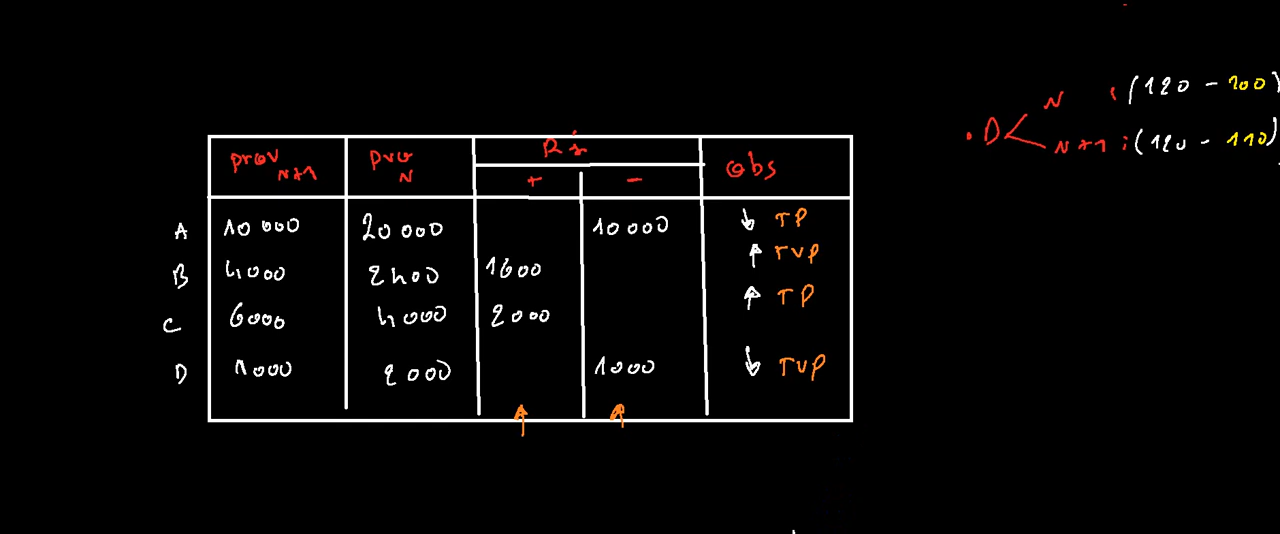 N : (120 - 100)
. D <
N+1 : (120 - 110)
prov N+1 prov N Rj obs
+ -
A 10 000 20 000 10 000 ↓ TP
B 4000 2400 1600 ↑ TVP
C 6000 4000 2000 ↑ TP
D 1000 2000 1000 ↓ TVP